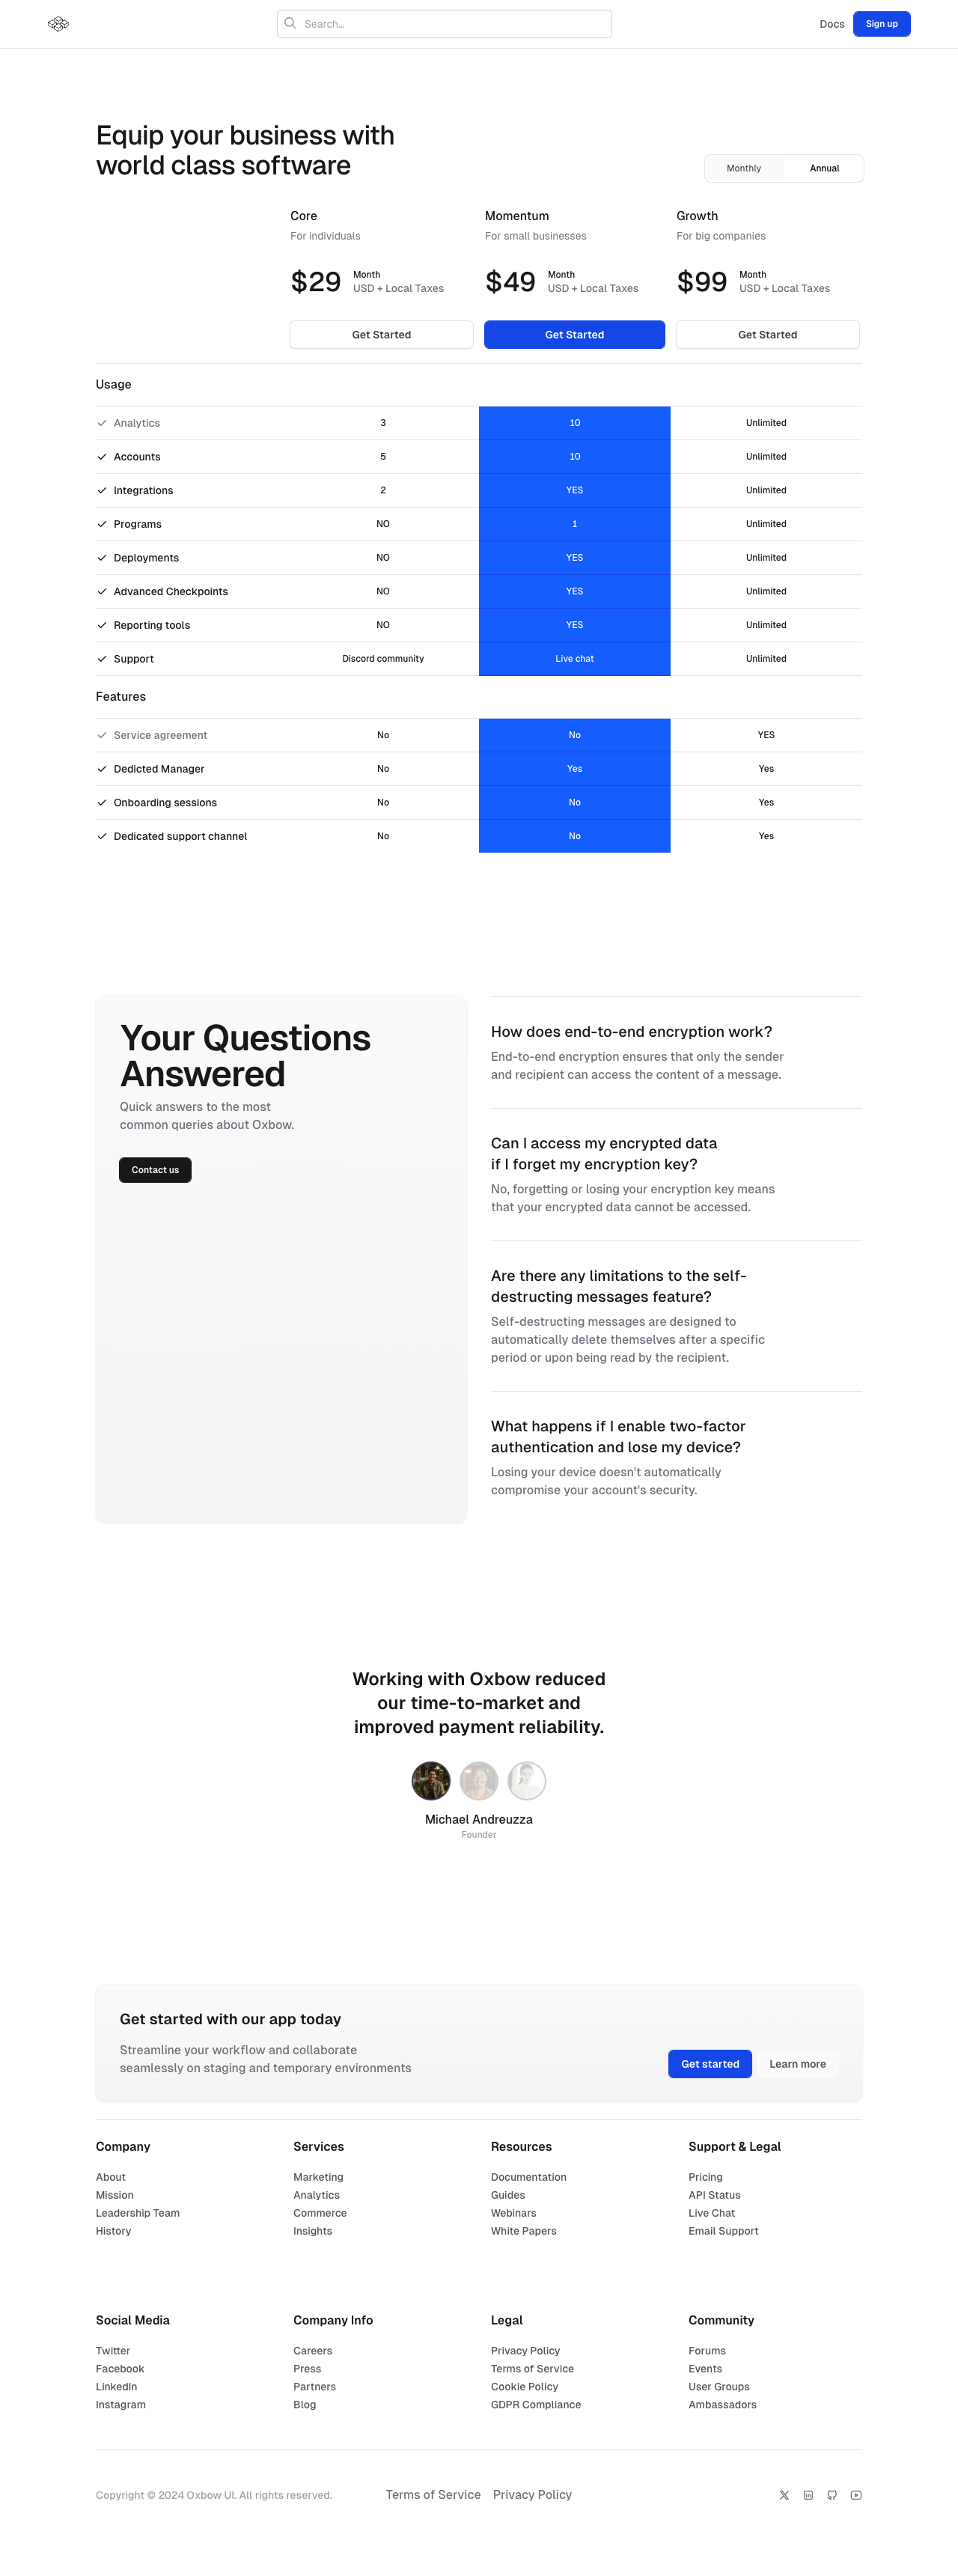 Search...
Docs
Sign up
Equip your business with
world class software
Monthly
Annual
Core
For individuals
$29
Month
USD + Local Taxes
Get Started
Momentum
For small businesses
$49
Month
USD + Local Taxes
Get Started
Growth
For big companies
$99
Month
USD + Local Taxes
Get Started
Usage
Analytics 3 10 Unlimited
Accounts 5 10 Unlimited
Integrations 2 YES Unlimited
Programs NO 1 Unlimited
Deployments NO YES Unlimited
Advanced Checkpoints NO YES Unlimited
Reporting tools NO YES Unlimited
Support Discord community Live chat Unlimited
Features
Service agreement No No YES
Dedicted Manager No Yes Yes
Onboarding sessions No No Yes
Dedicated support channel No No Yes
Your Questions
Answered
Quick answers to the most
common queries about Oxbow.
Contact us
How does end-to-end encryption work?
End-to-end encryption ensures that only the sender
and recipient can access the content of a message.
Can I access my encrypted data
if I forget my encryption key?
No, forgetting or losing your encryption key means
that your encrypted data cannot be accessed.
Are there any limitations to the self-
destructing messages feature?
Self-destructing messages are designed to
automatically delete themselves after a specific
period or upon being read by the recipient.
What happens if I enable two-factor
authentication and lose my device?
Losing your device doesn't automatically
compromise your account's security.
Working with Oxbow reduced
our time-to-market and
improved payment reliability.
Michael Andreuzza
Founder
Get started with our app today
Streamline your workflow and collaborate
seamlessly on staging and temporary environments
Get started
Learn more
Company
About
Mission
Leadership Team
History
Services
Marketing
Analytics
Commerce
Insights
Resources
Documentation
Guides
Webinars
White Papers
Support & Legal
Pricing
API Status
Live Chat
Email Support
Social Media
Twitter
Facebook
LinkedIn
Instagram
Company Info
Careers
Press
Partners
Blog
Legal
Privacy Policy
Terms of Service
Cookie Policy
GDPR Compliance
Community
Forums
Events
User Groups
Ambassadors
Copyright © 2024 Oxbow UI. All rights reserved.
Terms of Service
Privacy Policy